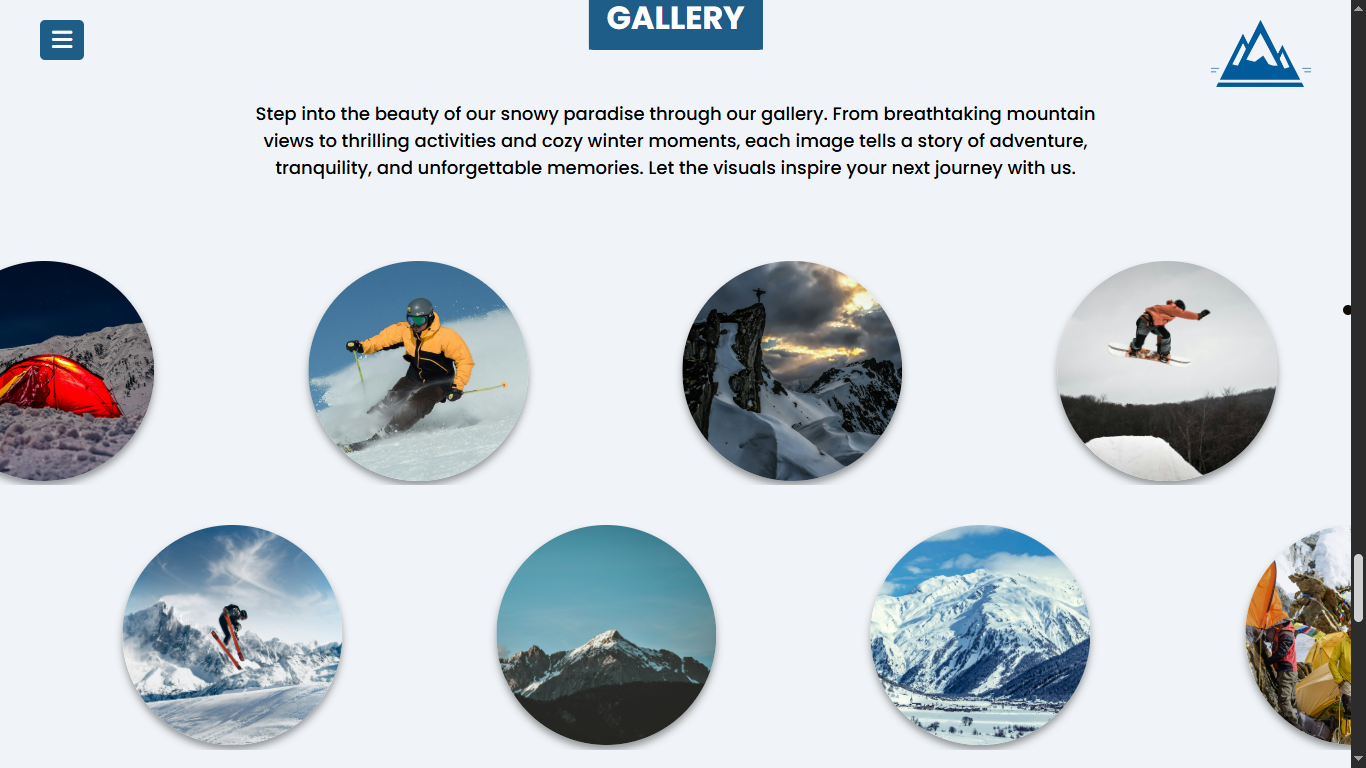 GALLERY
Step into the beauty of our snowy paradise through our gallery. From breathtaking mountain
views to thrilling activities and cozy winter moments, each image tells a story of adventure,
tranquility, and unforgettable memories. Let the visuals inspire your next journey with us.